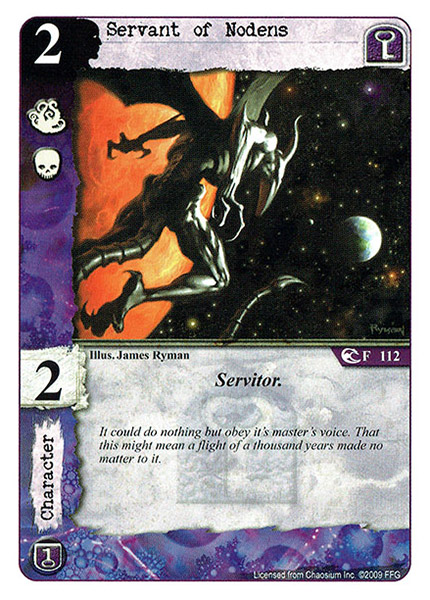 2
Servant of Nodens
RYMAN
Illus. James Ryman
F 112
2
Servitor.
It could do nothing but obey it's master's voice. That
this might mean a flight of a thousand years made no
matter to it.
Character
1
Licensed from Chaosium Inc. ©2009 FFG